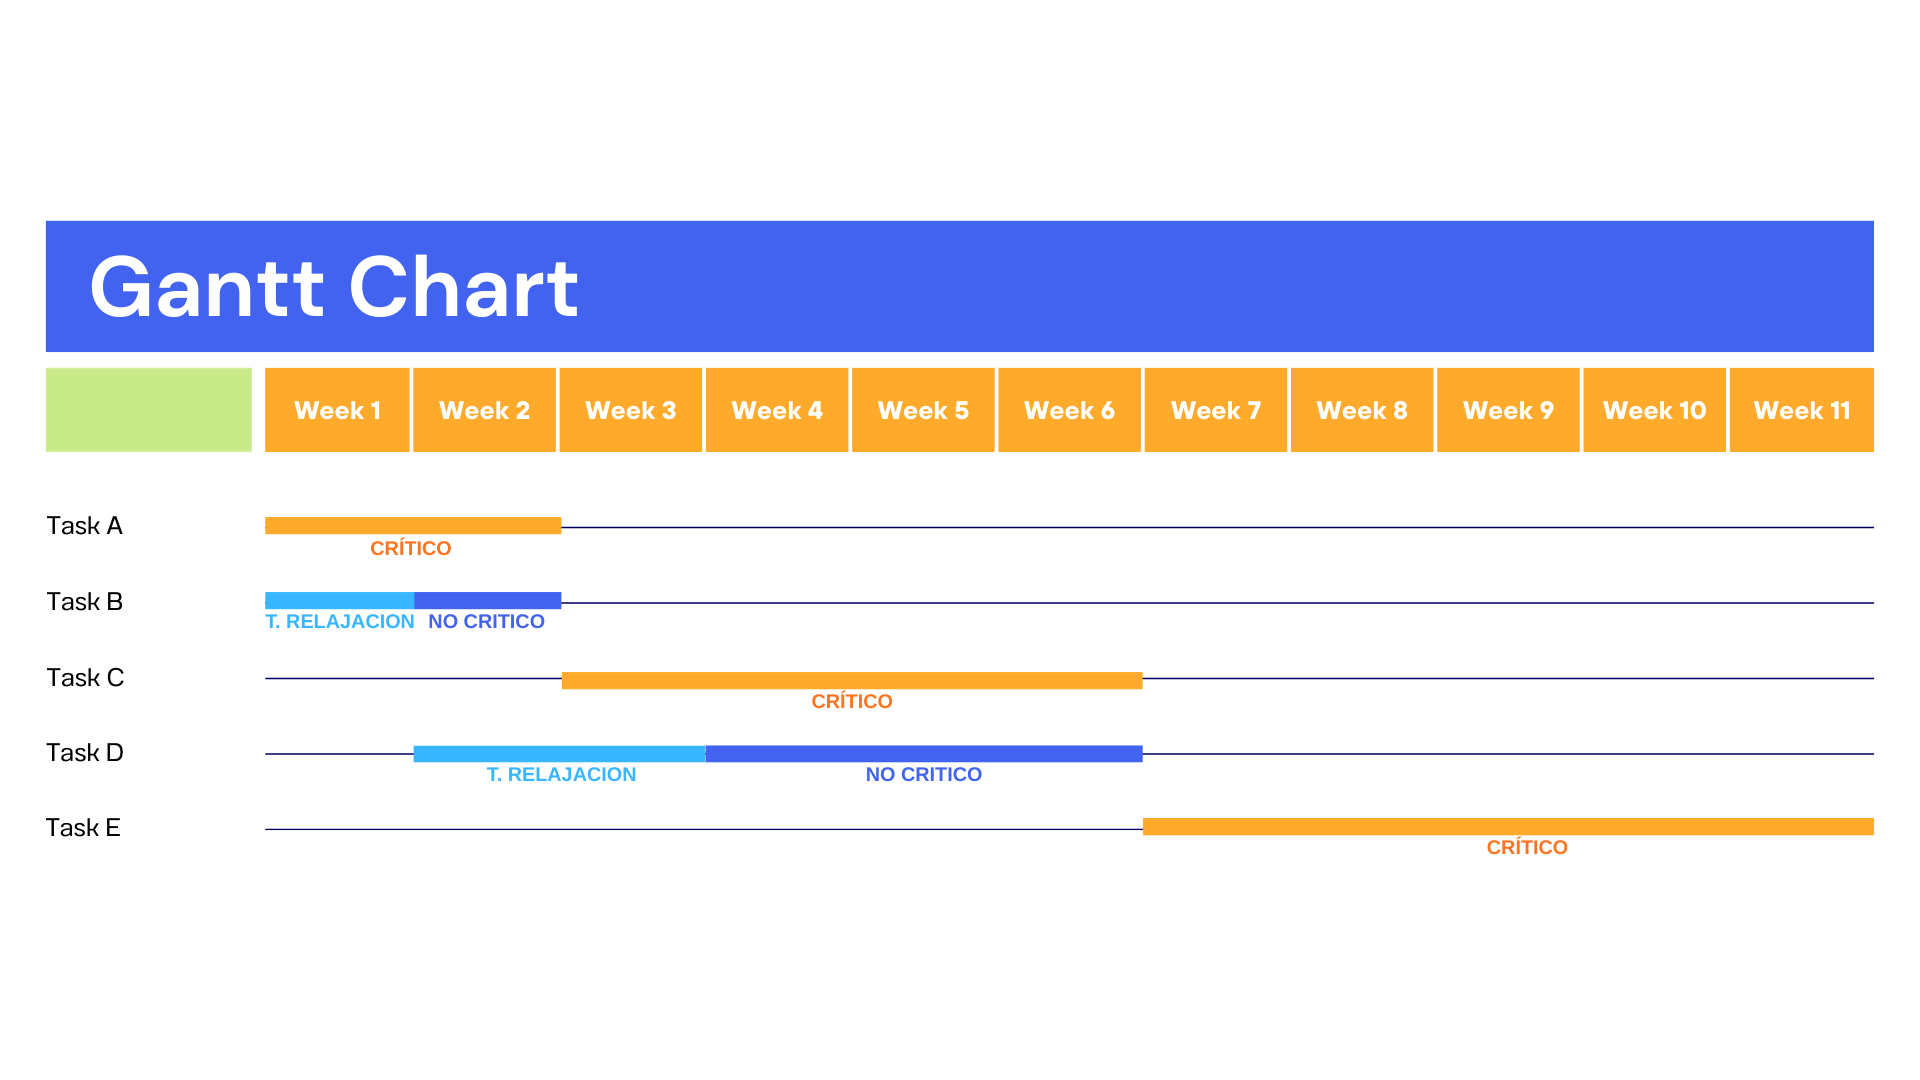 Gantt Chart
Week 1 Week 2 Week 3 Week 4 Week 5 Week 6 Week 7 Week 8 Week 9 Week 10 Week 11
Task A
CRÍTICO
Task B
T. RELAJACION NO CRITICO
Task C
CRÍTICO
Task D
T. RELAJACION NO CRITICO
Task E
CRÍTICO